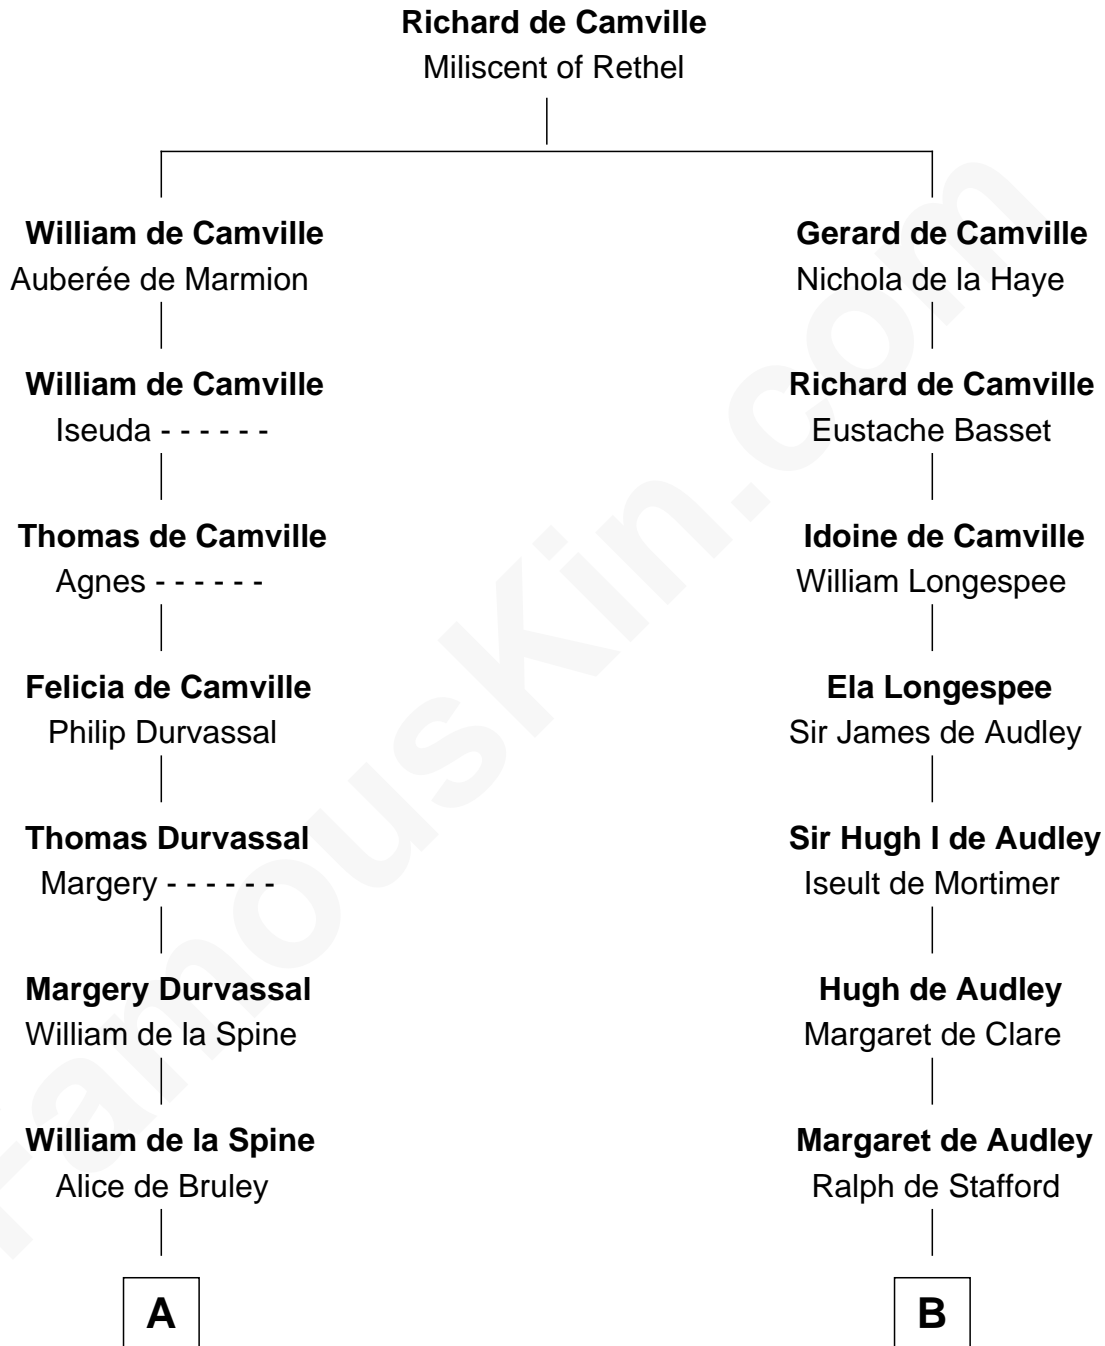 Richard de Camville
Miliscent of Rethel
William de Camville
Auberée de Marmion
Gerard de Camville
Nichola de la Haye
William de Camville
Iseuda - - - - - -
Richard de Camville
Eustache Basset
Thomas de Camville
Agnes - - - - - -
Idoine de Camville
William Longespee
Felicia de Camville
Philip Durvassal
Ela Longespee
Sir James de Audley
Thomas Durvassal
Margery - - - - - -
Sir Hugh I de Audley
Iseult de Mortimer
Margery Durvassal
William de la Spine
Hugh de Audley
Margaret de Clare
William de la Spine
Alice de Bruley
Margaret de Audley
Ralph de Stafford
A
B
FamousKin.com